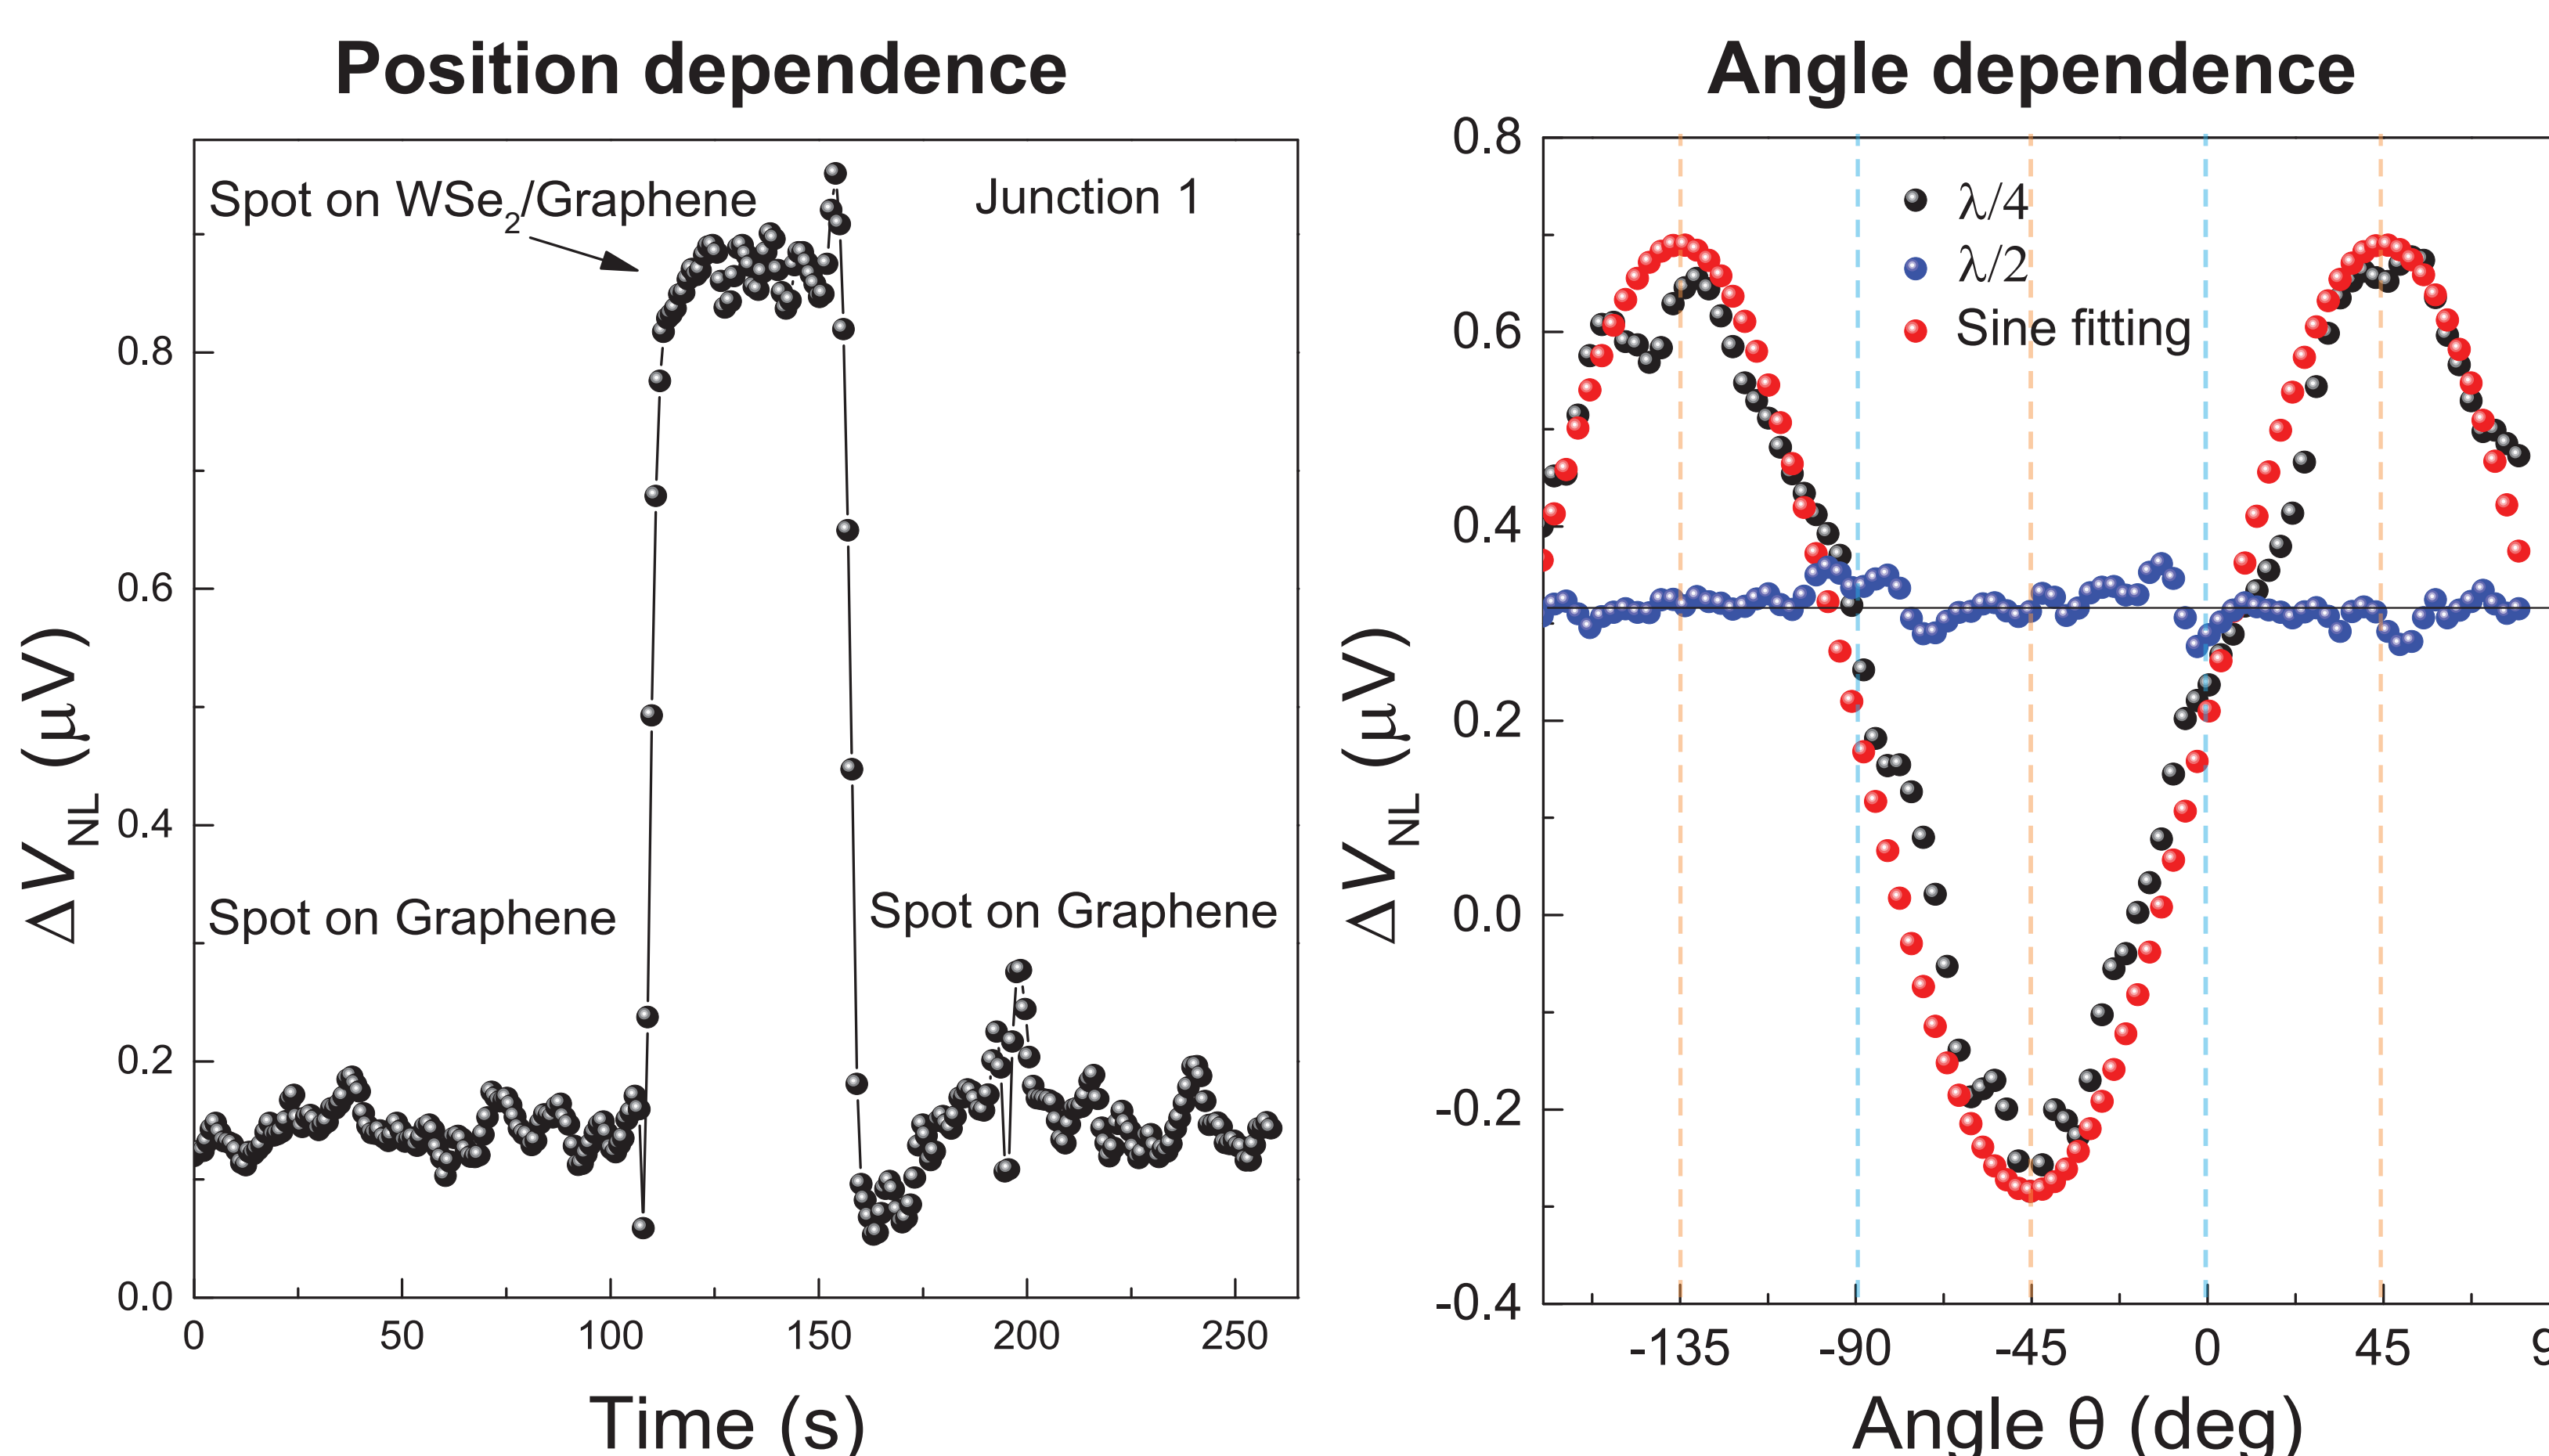 Position dependence
Spot on WSe2/Graphene
Junction 1
Spot on Graphene
Spot on Graphene
ΔVNL (μV)
0.8
0.6
0.4
0.2
0.0
0 50 100 150 200 250
Time (s)
Angle dependence
λ/4
λ/2
Sine fitting
ΔVNL (μV)
0.8
0.6
0.4
0.2
0.0
-0.2
-0.4
-135 -90 -45 0 45
Angle θ (deg)